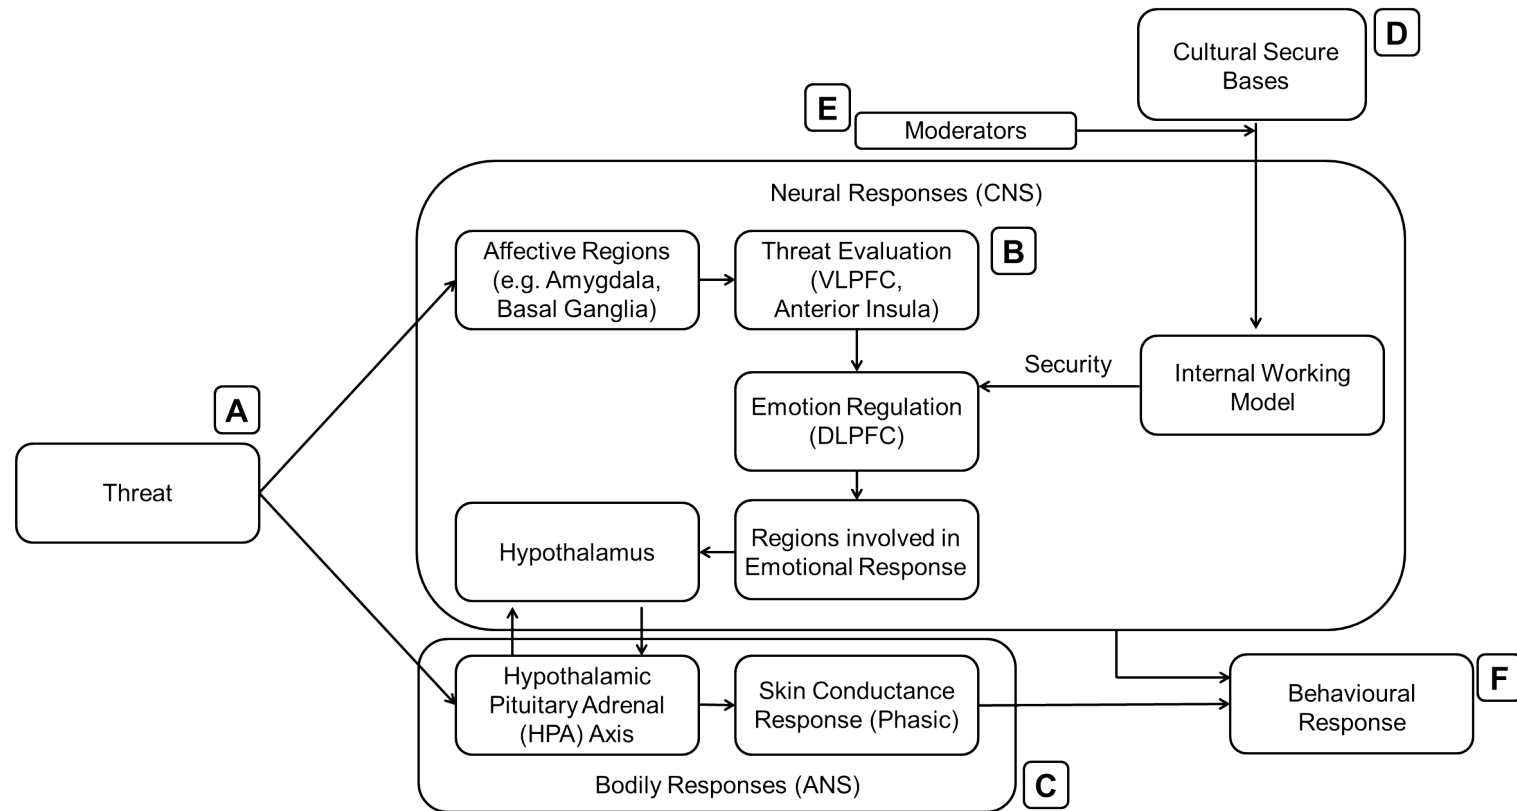 Cultural Secure
Bases
D
E
Moderators
Neural Responses (CNS)
Affective Regions
(e.g. Amygdala,
Basal Ganglia)
Threat Evaluation
(VLPFC,
Anterior Insula)
B
Security
Internal Working
Model
Emotion Regulation
(DLPFC)
A
Threat
Hypothalamus
Regions involved in
Emotional Response
Hypothalamic
Pituitary Adrenal
(HPA) Axis
Skin Conductance
Response (Phasic)
Behavioural
Response
F
Bodily Responses (ANS)
C